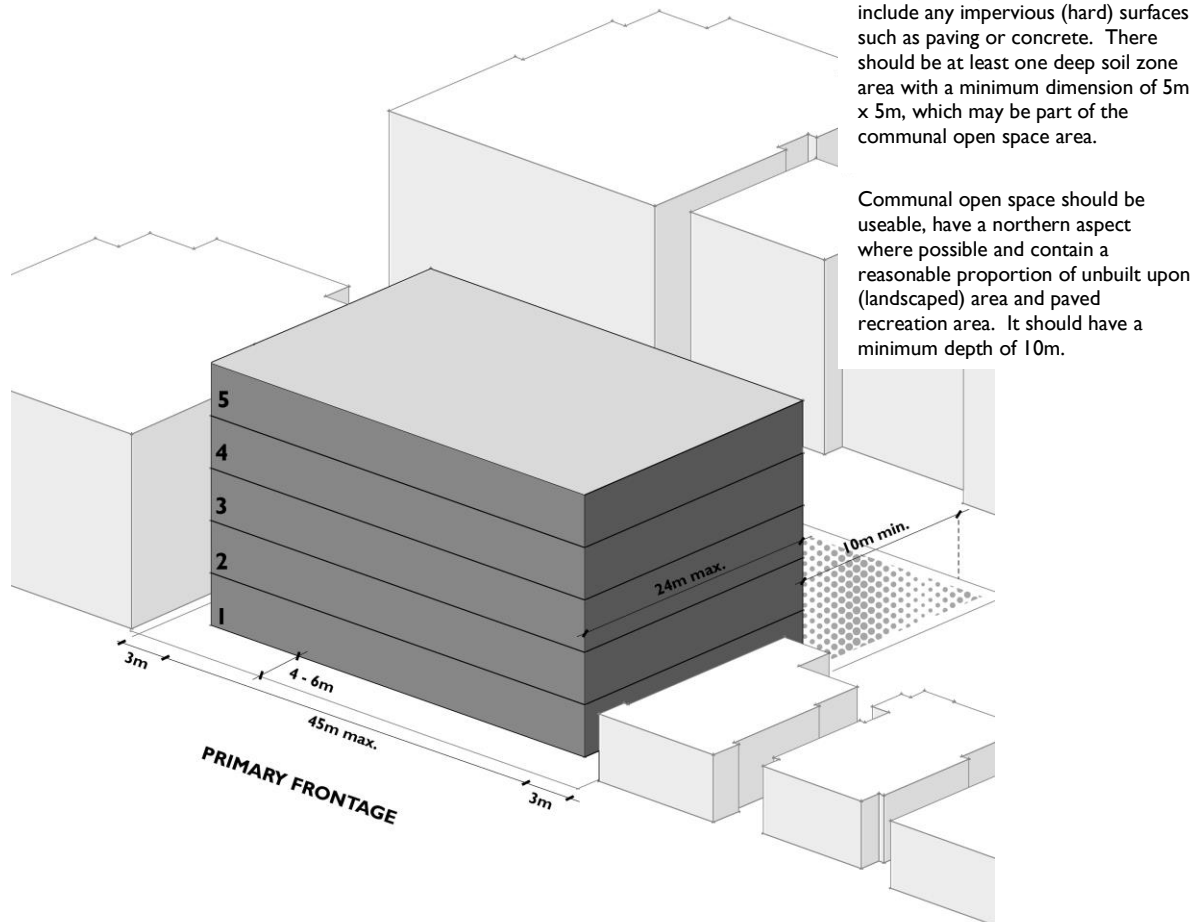 include any impervious (hard) surfaces
such as paving or concrete. There
should be at least one deep soil zone
area with a minimum dimension of 5m
x 5m, which may be part of the
communal open space area.
Communal open space should be
useable, have a northern aspect
where possible and contain a
reasonable proportion of unbuilt upon
(landscaped) area and paved
recreation area. It should have a
minimum depth of 10m.
5
4
3
2
1
24m max.
10m min.
3m
4 - 6m
45m max.
3m
PRIMARY FRONTAGE